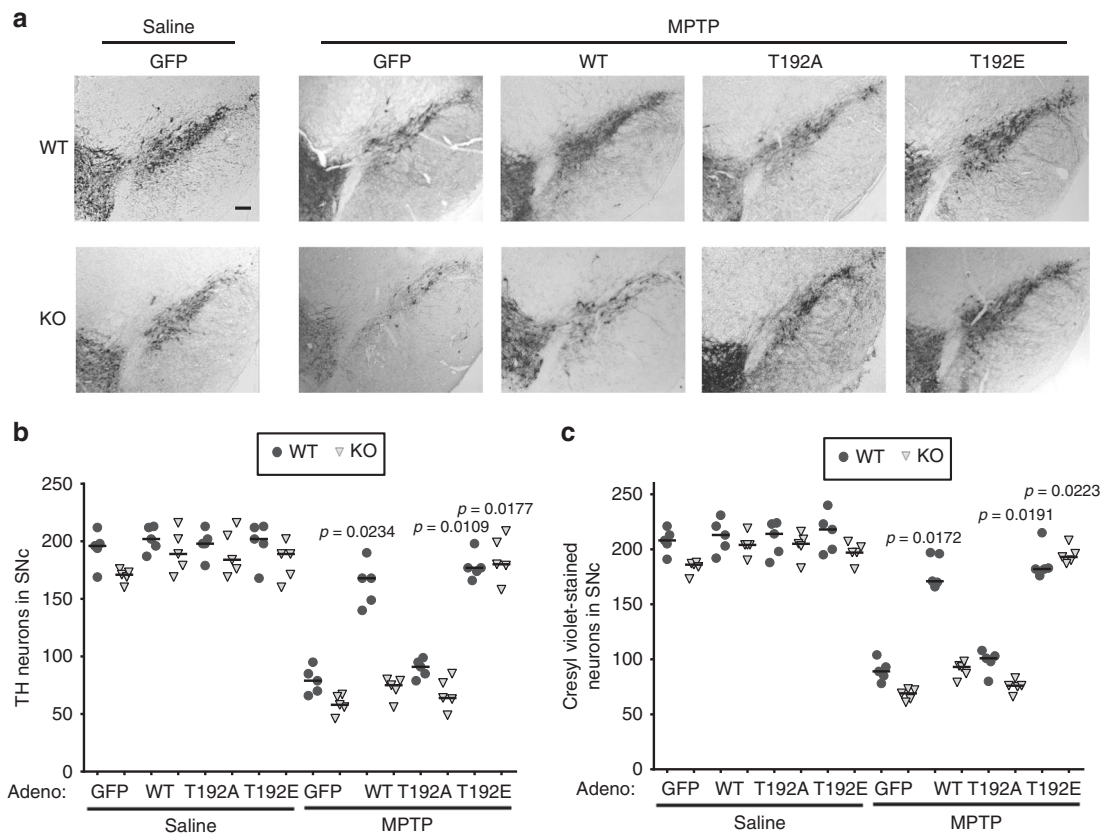 a
Saline
MPTP
GFP
GFP
WT
T192A
T192E
WT
KO
b
WT KO
TH neurons in SNc
250
200
150
100
50
0
p = 0.0234
p = 0.0109
p = 0.0177
Adeno: GFP WT T192A T192E GFP WT T192A T192E
Saline MPTP
c
WT KO
Cresyl violet-stained
neurons in SNc
250
200
150
100
50
0
p = 0.0172
p = 0.0191
p = 0.0223
GFP WT T192A T192E GFP WT T192A T192E
Saline MPTP